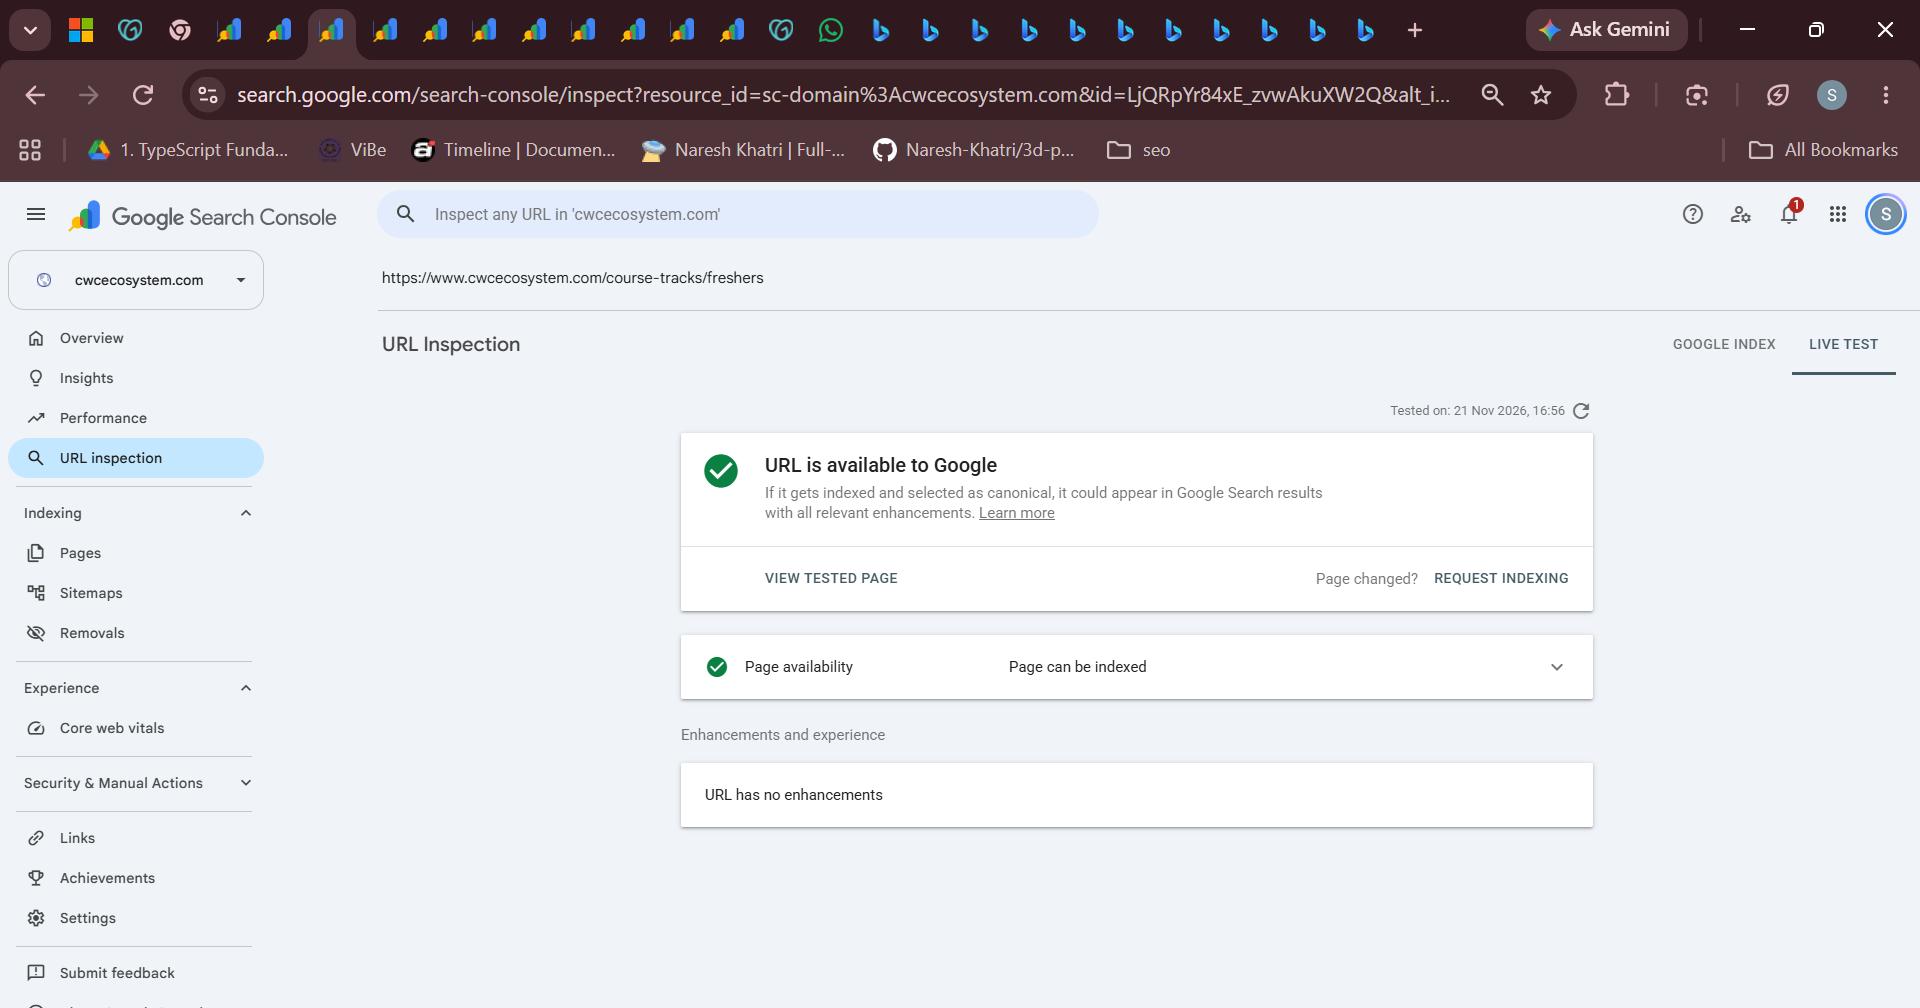 Ask Gemini
search.google.com/search-console/inspect?resource_id=sc-domain%3Acwcecosystem.com&id=LjQRpYr84xE_zvwAkuXW2Q&alt_i...
S
1. TypeScript Funda...
ViBe
Timeline | Documen...
Naresh Khatri | Full-...
Naresh-Khatri/3d-p...
seo
All Bookmarks
Google Search Console
Inspect any URL in 'cwcecosystem.com'
1
S
cwcecosystem.com
https://www.cwcecosystem.com/course-tracks/freshers
Overview
Insights
Performance
URL inspection
Indexing
Pages
Sitemaps
Removals
Experience
Core web vitals
Security & Manual Actions
Links
Achievements
Settings
Submit feedback
URL Inspection
GOOGLE INDEX
LIVE TEST
Tested on: 21 Nov 2026, 16:56
URL is available to Google
If it gets indexed and selected as canonical, it could appear in Google Search results
with all relevant enhancements. Learn more
VIEW TESTED PAGE
Page changed?
REQUEST INDEXING
Page availability
Page can be indexed
Enhancements and experience
URL has no enhancements